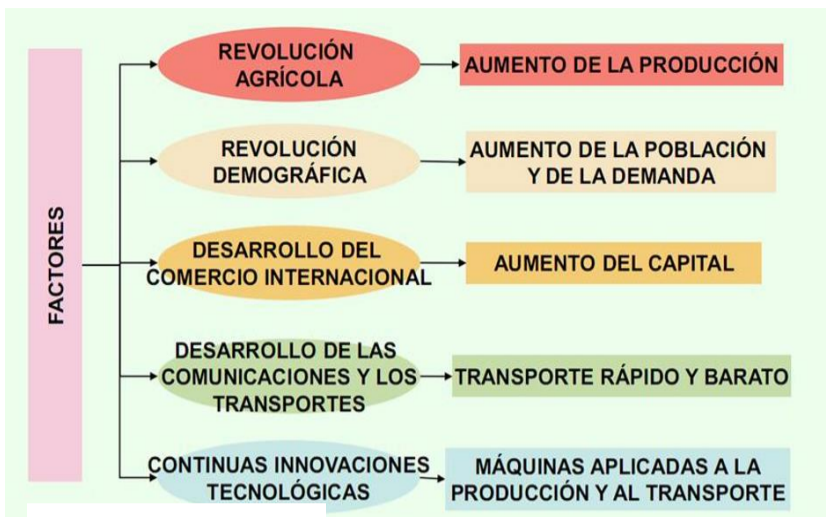 FACTORES
REVOLUCIÓN
AGRÍCOLA
AUMENTO DE LA PRODUCCIÓN
REVOLUCIÓN
DEMOGRÁFICA
AUMENTO DE LA POBLACIÓN
Y DE LA DEMANDA
DESARROLLO DEL
COMERCIO INTERNACIONAL
AUMENTO DEL CAPITAL
DESARROLLO DE LAS
COMUNICACIONES Y LOS
TRANSPORTES
TRANSPORTE RÁPIDO Y BARATO
CONTINUAS INNOVACIONES
TECNOLÓGICAS
MÁQUINAS APLICADAS A LA
PRODUCCIÓN Y AL TRANSPORTE